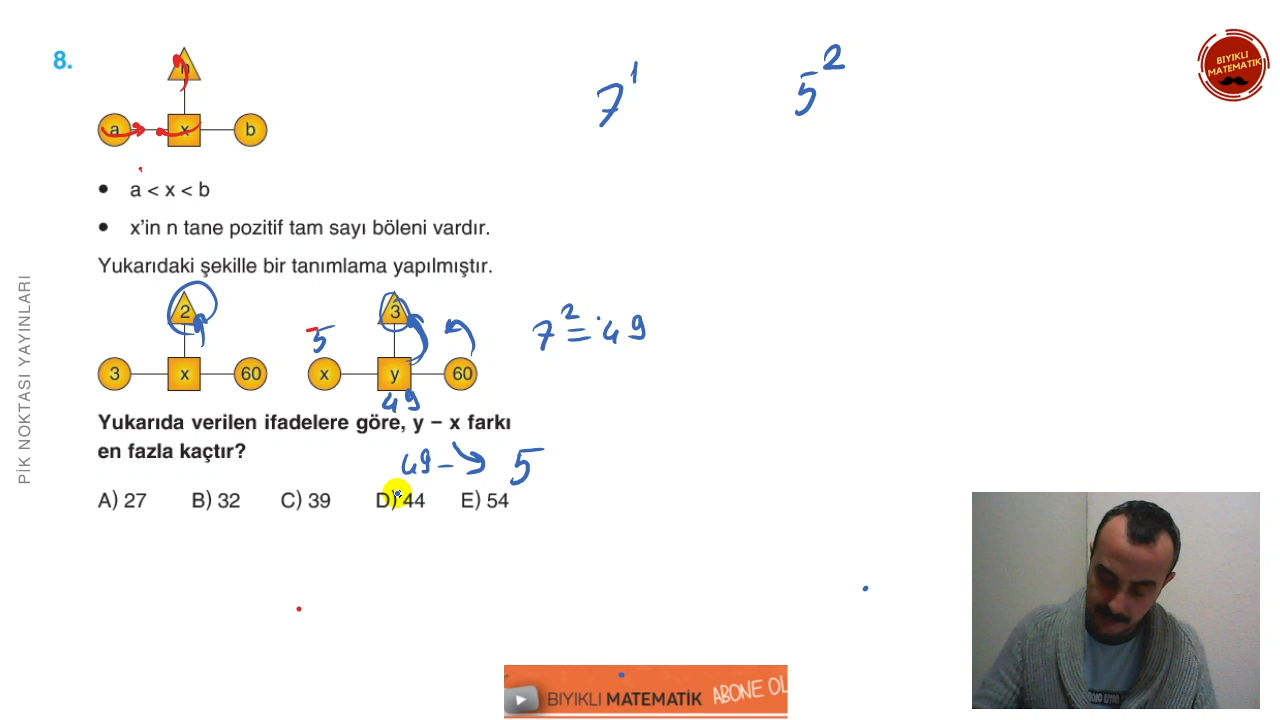 8.
n
a x b
• a < x < b
• x'in n tane pozitif tam sayı böleni vardır.
Yukarıdaki şekille bir tanımlama yapılmıştır.
2 3
3 x 60 x y 60
5
49
7² = 49
7¹ 5²
Yukarıda verilen ifadelere göre, y – x farkı
en fazla kaçtır?
49 – 5
A) 27 B) 32 C) 39 D) 44 E) 54
PİK NOKTASI YAYINLARI
BIYIKLI
MATEMATİK
BIYIKLI MATEMATİK ABONE OL